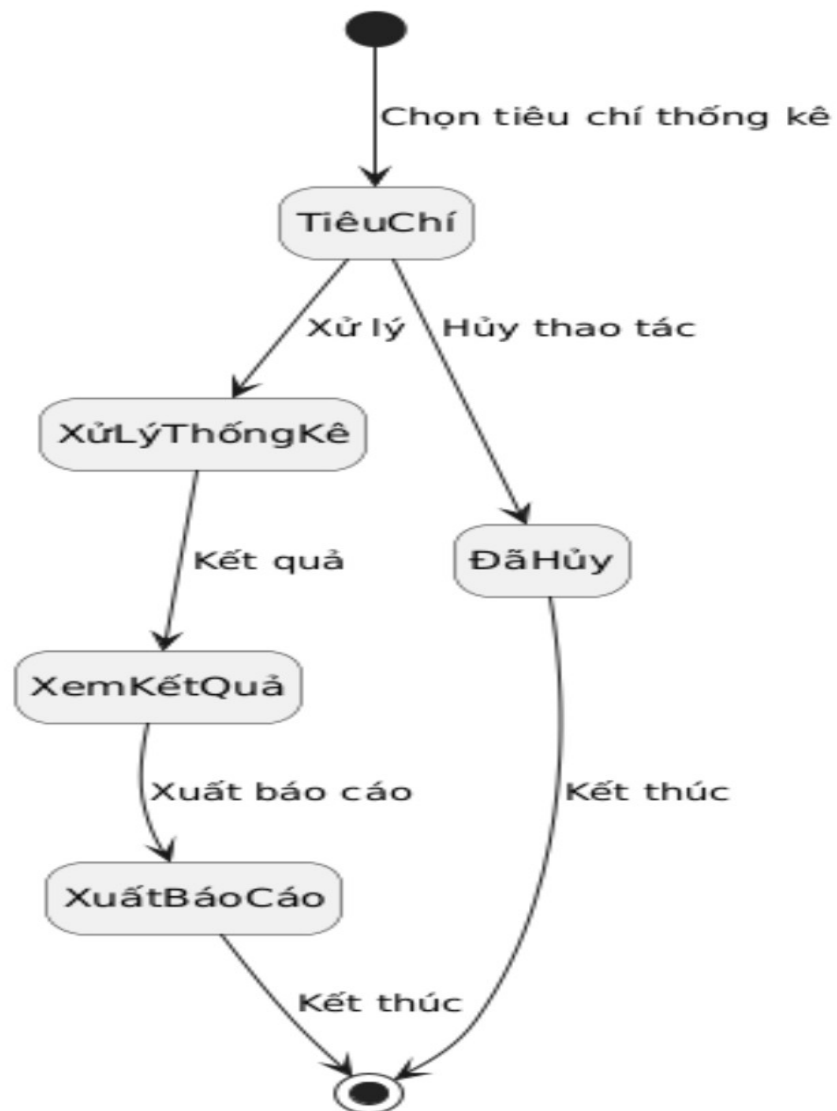 Chọn tiêu chí thống kê
TiêuChí
Xử lý
Hủy thao tác
XửLýThốngKê
Kết quả
ĐãHủy
XemKếtQuả
Xuất báo cáo
Kết thúc
XuấtBáoCáo
Kết thúc